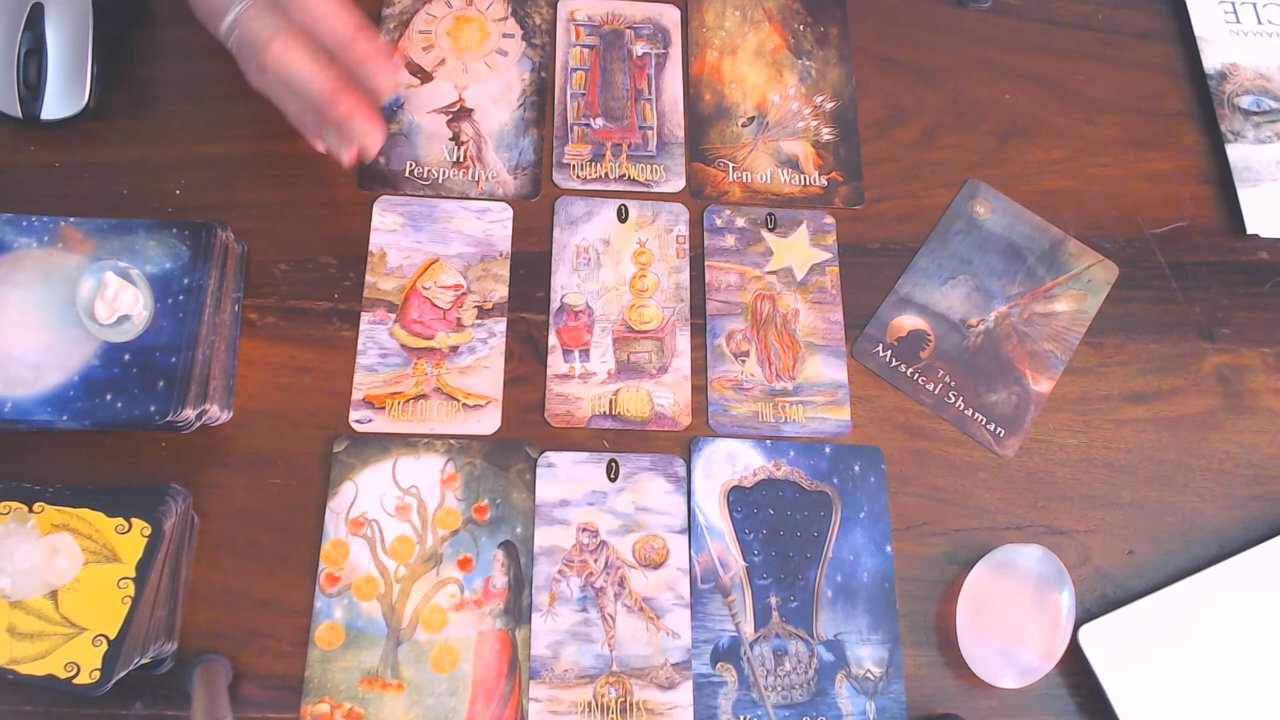 XII
Perspective
QUEEN OF SWORDS
Ten of Wands
PAGE OF CUPS
3
PENTACLES
17
THE STAR
The
Mystical Shaman
2
PENTACLES